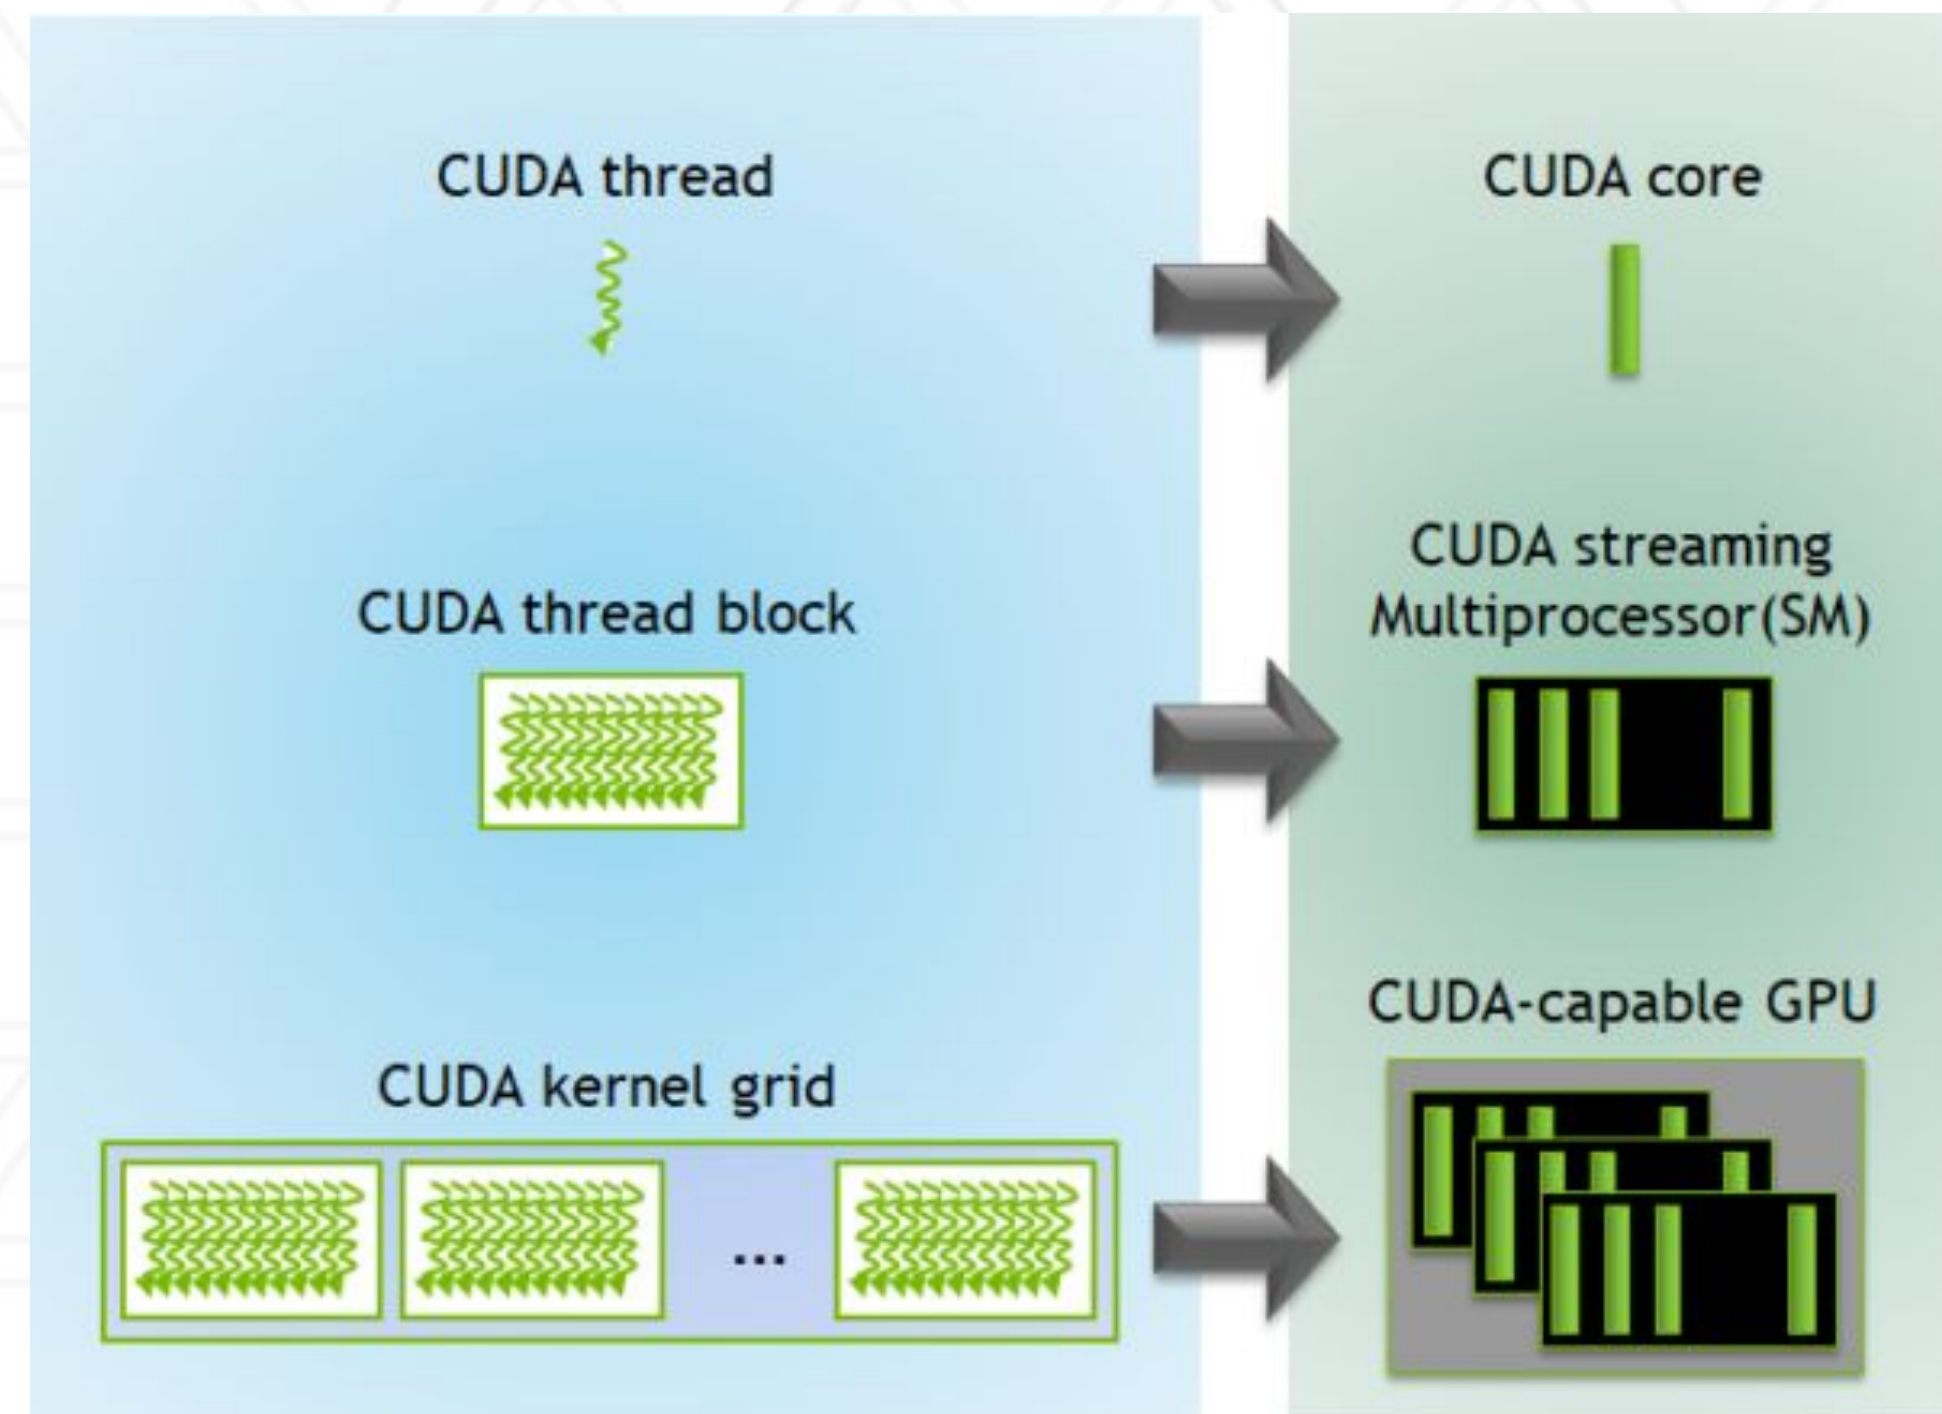 CUDA thread
CUDA core
CUDA thread block
CUDA streaming
Multiprocessor(SM)
CUDA kernel grid
...
CUDA-capable GPU